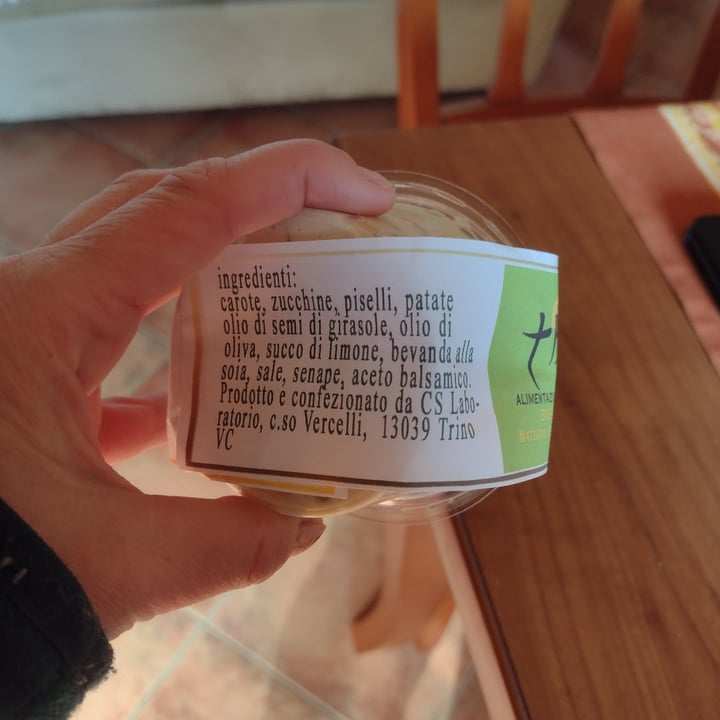 ingredienti:
carote, zucchine, piselli, patate
olio di semi di girasole, olio di
oliva, succo di limone, bevanda alla
soia, sale, senape, aceto balsamico.
Prodotto e confezionato da CS Labo-
ratorio, c.so Vercelli, 13039 Trino
VC